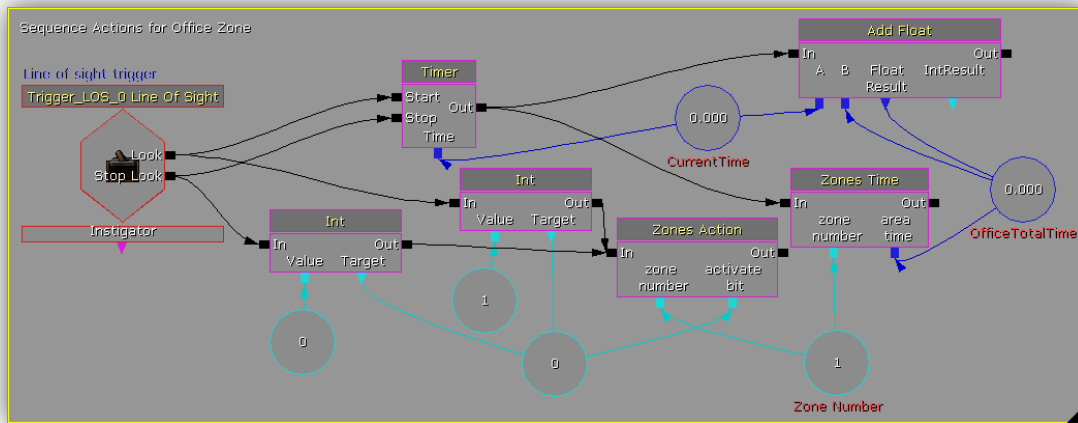 Sequence Actions for Office Zone
Line of sight trigger
Trigger_LOS_0 Line Of Sight
Look
Stop Look
Instigator
Timer
Start
Out
Stop
Time
Add Float
In
Out
A
B
Float
IntResult
Result
0.000
CurrentTime
Int
In
Out
Value
Target
Int
In
Out
Value
Target
Zones Action
In
Out
zone
activate
number
bit
Zones Time
In
Out
zone
area
number
time
0.000
OfficeTotalTime
0
1
0
1
Zone Number